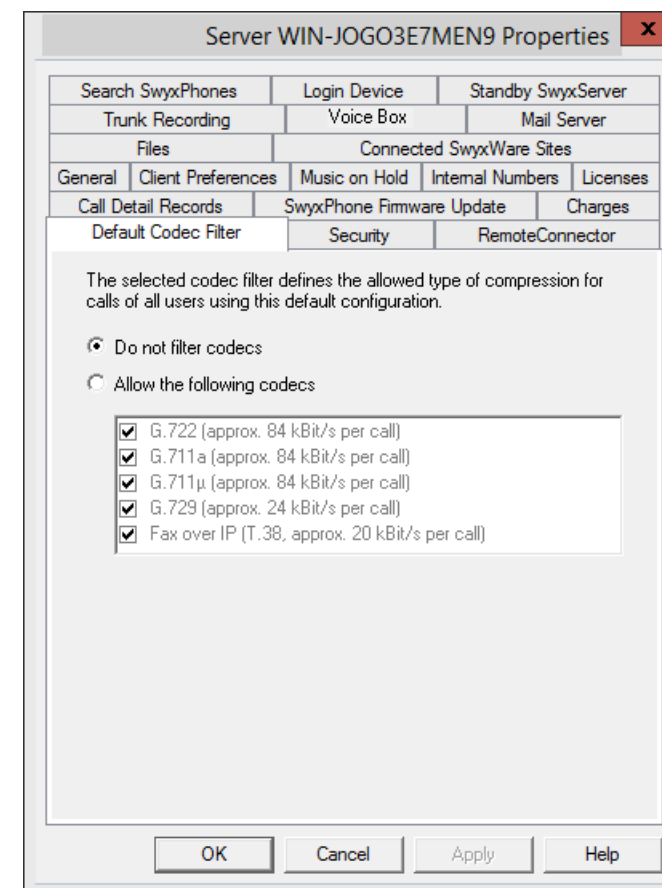 Server WIN-JOGO3E7MEN9 Properties x
Search SwyxPhones Login Device Standby SwyxServer
Trunk Recording Voice Box Mail Server
Files Connected SwyxWare Sites
General Client Preferences Music on Hold Internal Numbers Licenses
Call Detail Records SwyxPhone Firmware Update Charges
Default Codec Filter Security RemoteConnector
The selected codec filter defines the allowed type of compression for
calls of all users using this default configuration.
Do not filter codecs
Allow the following codecs
G.722 (approx. 84 kBit/s per call)
G.711a (approx. 84 kBit/s per call)
G.711µ (approx. 84 kBit/s per call)
G.729 (approx. 24 kBit/s per call)
Fax over IP (T.38, approx. 20 kBit/s per call)
OK Cancel Apply Help